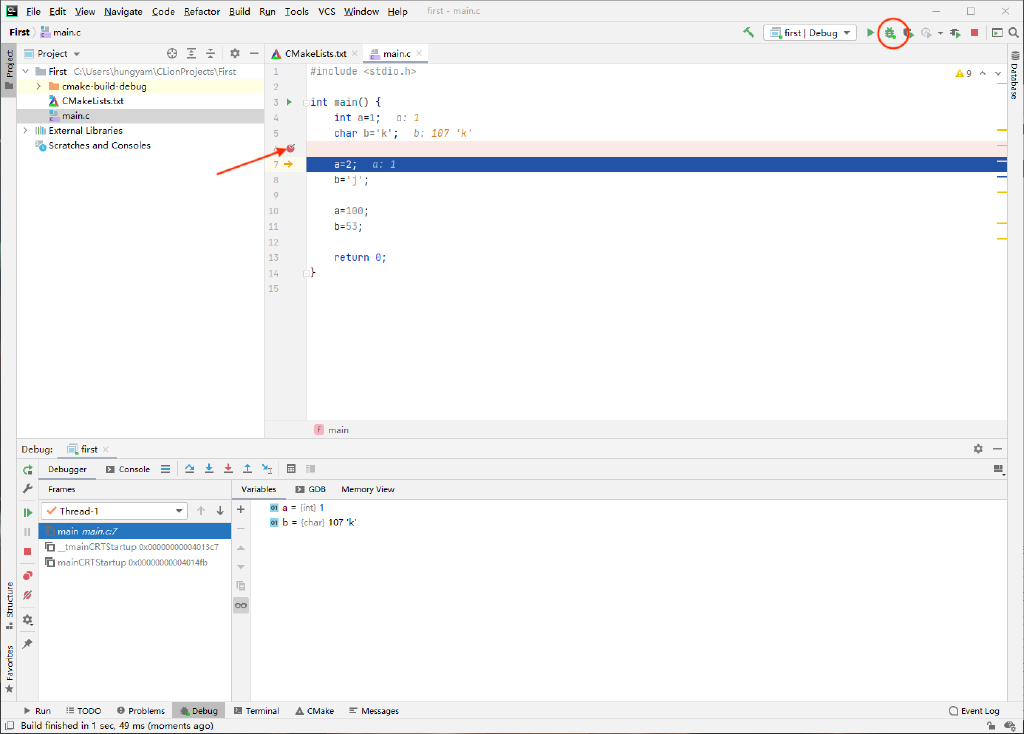 File Edit View Navigate Code Refactor Build Run Tools VCS Window Help first - main.c
First main.c first | Debug
Project CMakeLists.txt main.c
Project
First C:\Users\hungyam\CLionProjects\First
cmake-build-debug
CMakeLists.txt
main.c
External Libraries
Scratches and Consoles
Database
9
1 #include <stdio.h>
2
3 int main() {
4 int a=1; a: 1
5 char b='k'; b: 107 'k'
7 a=2; a: 1
8 b='j';
9
10 a=100;
11 b=53;
12
13 return 0;
14 }
15
f main
Debug: first
Debugger Console
Frames Variables GDB Memory View
Thread-1
main main.c:7
__tmainCRTStartup 0x00000000004013c7
mainCRTStartup 0x00000000004014fb
01 a = {int} 1
01 b = {char} 107 'k'
Structure
Favorites
Run TODO Problems Debug Terminal CMake Messages Event Log
Build finished in 1 sec, 49 ms (moments ago)